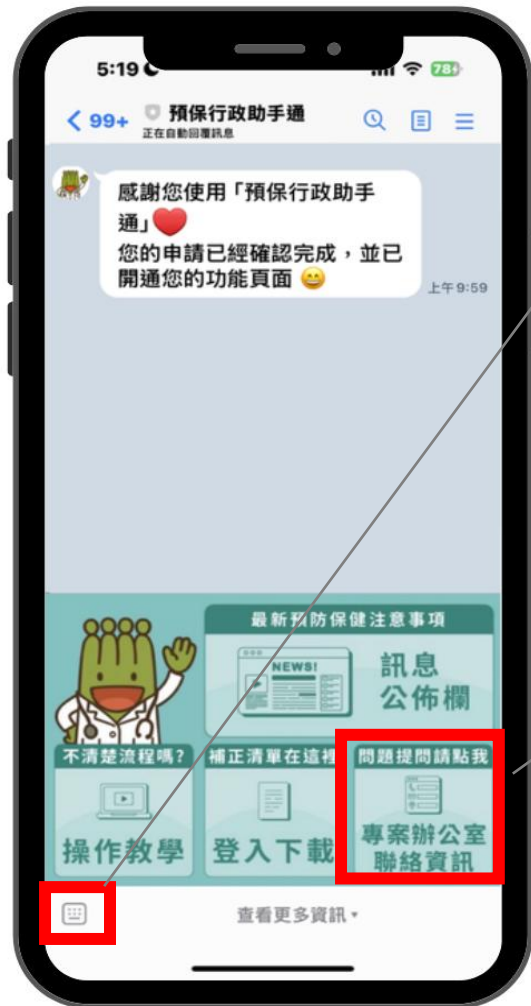 5:19
78
99+
預保行政助手通
正在自動回覆訊息
感謝您使用「預保行政助手
通」
您的申請已經確認完成，並已
開通您的功能頁面
上午 9:59
最新預防保健注意事項
NEWS!
訊息
公佈欄
不清楚流程嗎?
操作教學
補正清單在這裡
登入下載
問題提問請點我
專案辦公室
聯絡資訊
查看更多資訊